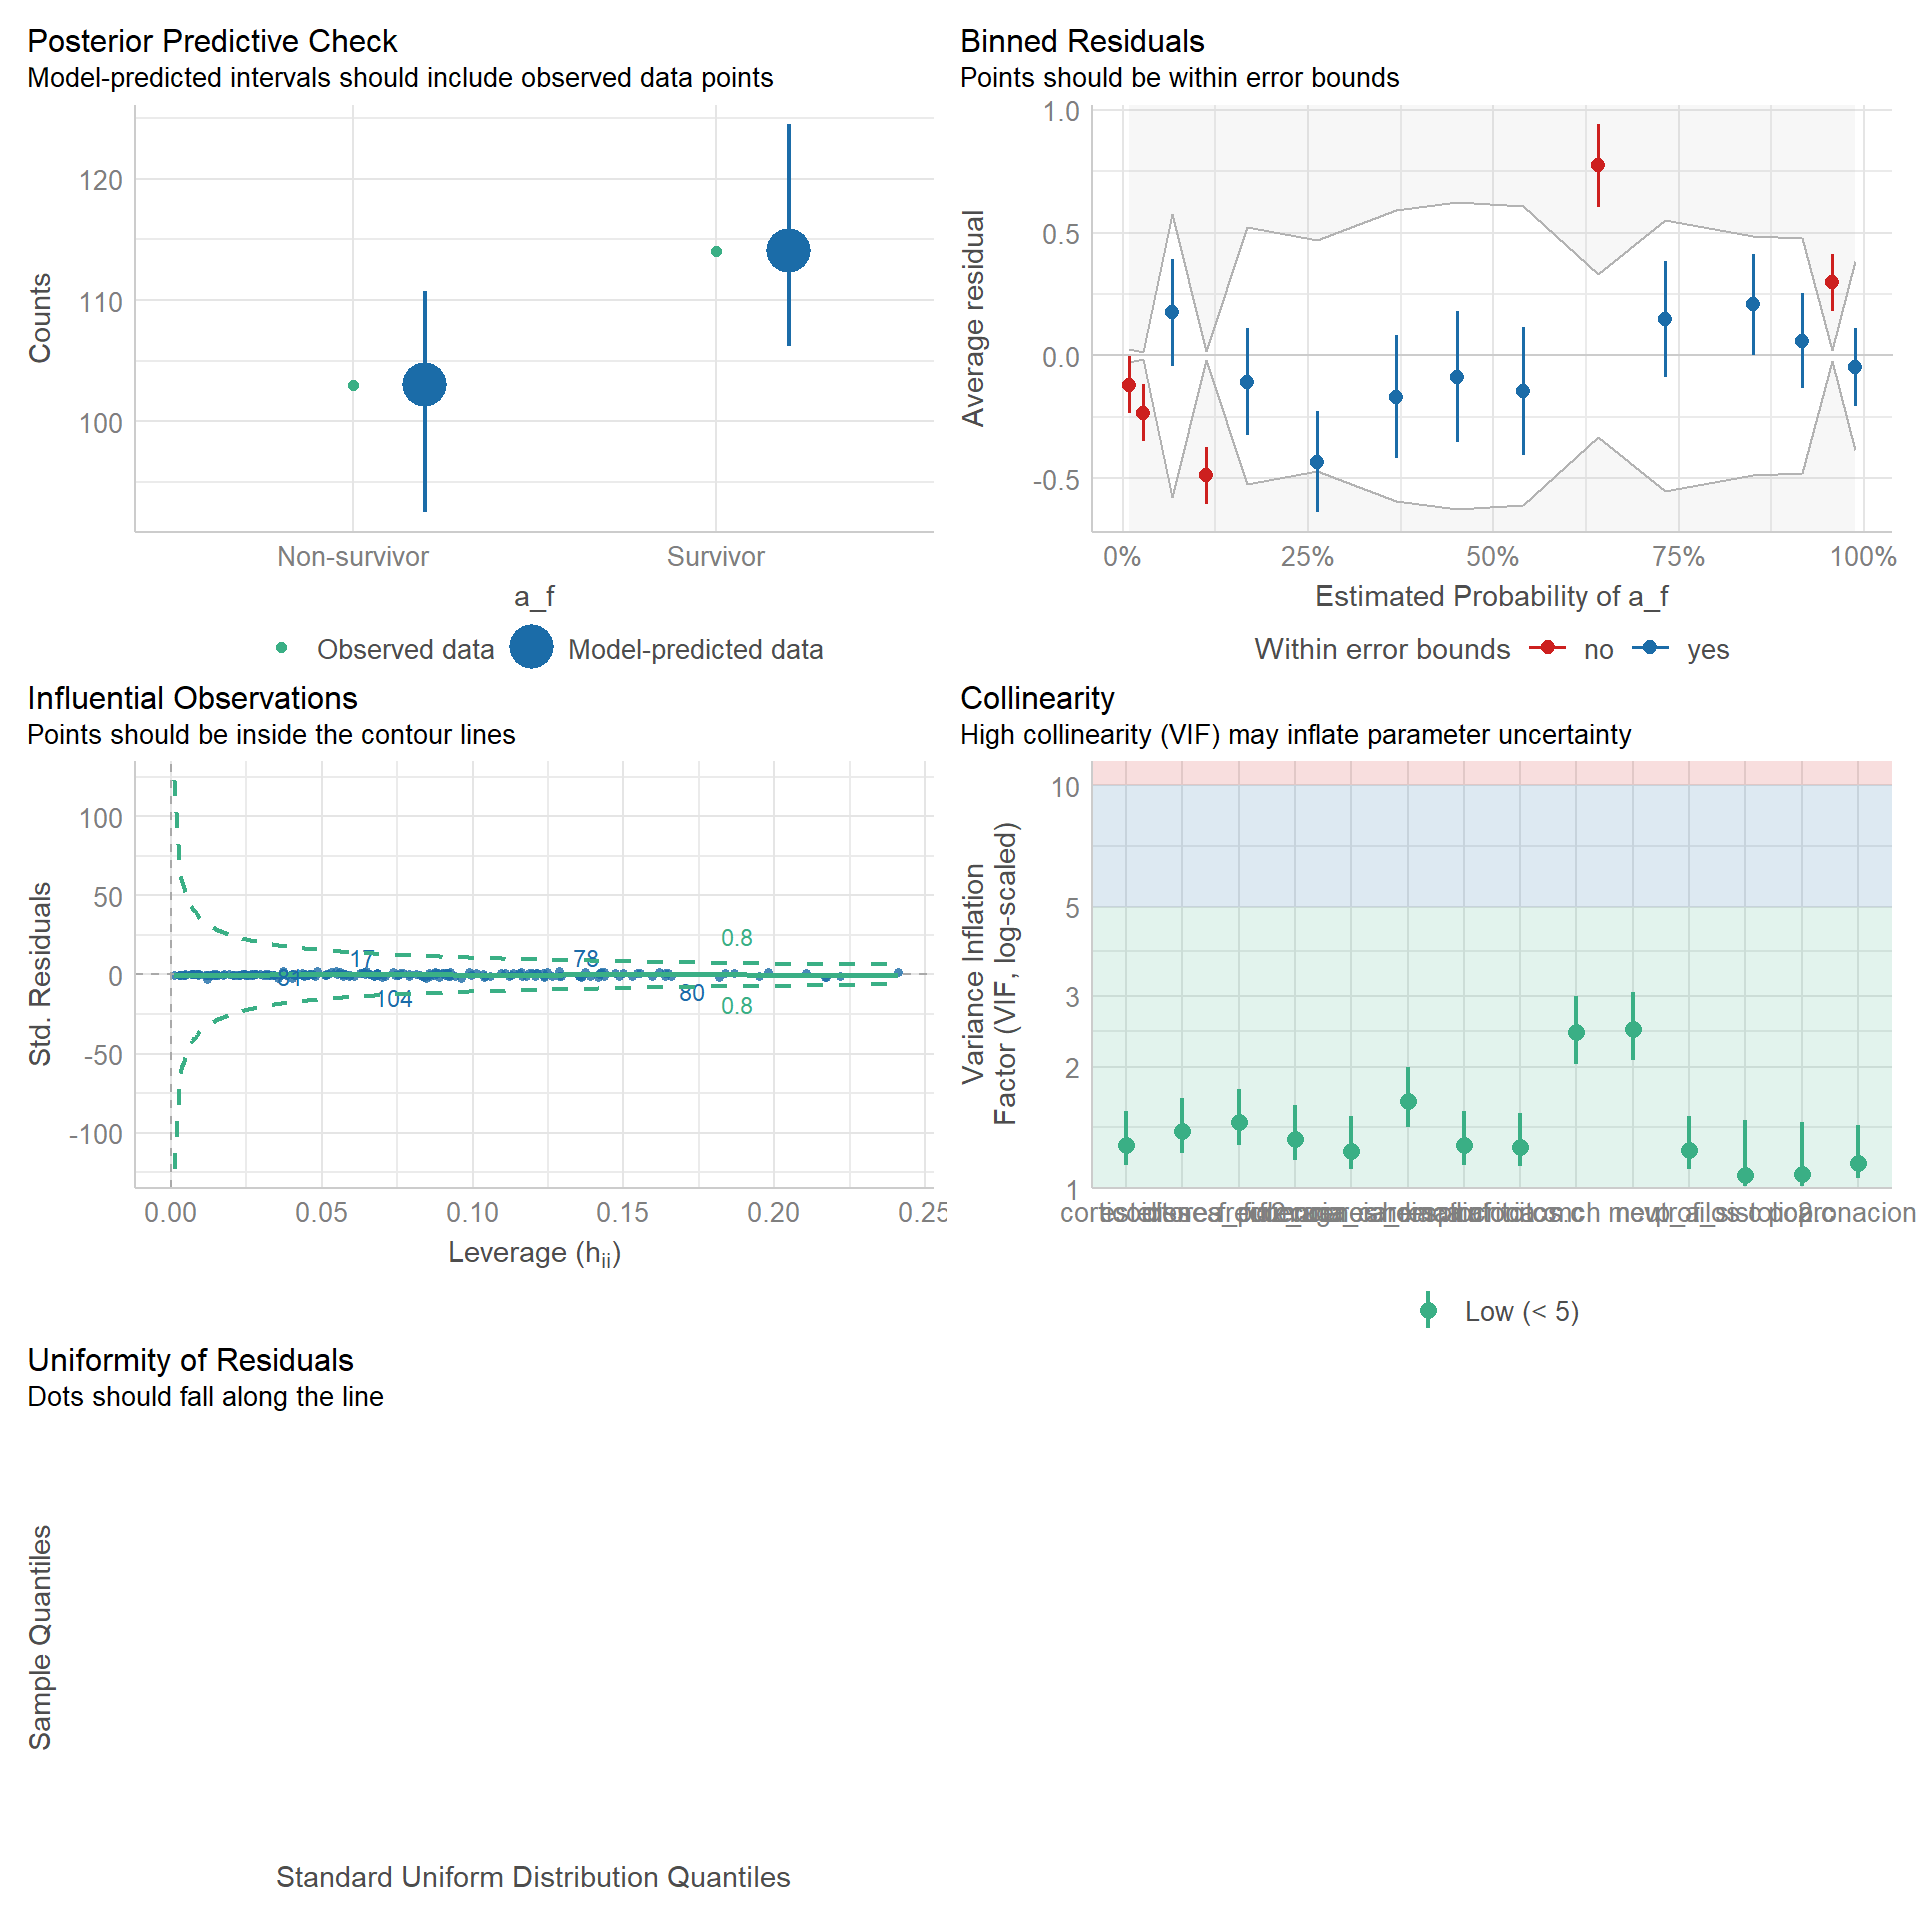 Posterior Predictive Check
Model-predicted intervals should include observed data points
Counts
120
110
100
Non-survivor
Survivor
a_f
Observed data
Model-predicted data
Binned Residuals
Points should be within error bounds
Average residual
1.0
0.5
0.0
-0.5
0%
25%
50%
75%
100%
Estimated Probability of a_f
Within error bounds
no
yes
Influential Observations
Points should be inside the contour lines
Std. Residuals
100
50
0
-50
-100
17
78
104
80
0.8
0.8
0.00
0.05
0.10
0.15
0.20
0.25
Leverage (hii)
Collinearity
High collinearity (VIF) may inflate parameter uncertainty
Variance Inflation
Factor (VIF, log-scaled)
10
5
3
2
1
Low (< 5)
Uniformity of Residuals
Dots should fall along the line
Sample Quantiles
Standard Uniform Distribution Quantiles